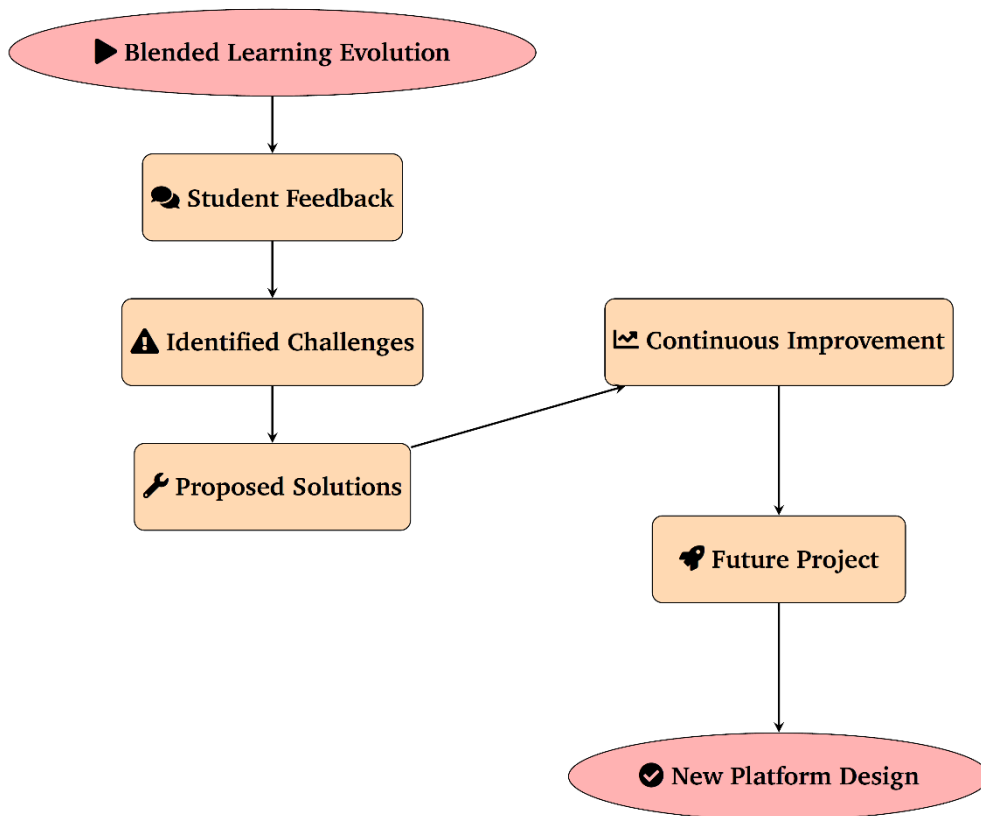 Blended Learning Evolution
Student Feedback
Identified Challenges
Proposed Solutions
Continuous Improvement
Future Project
New Platform Design